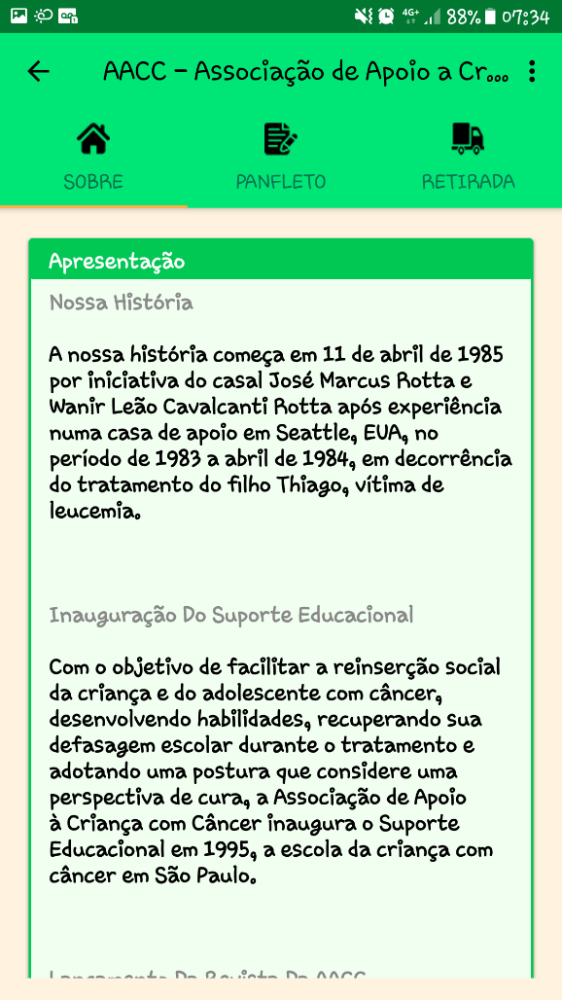 4G+ 88% 07:34
AACC - Associação de Apoio a Cr...
SOBRE PANFLETO RETIRADA
Apresentação
Nossa História
A nossa história começa em 11 de abril de 1985
por iniciativa do casal José Marcus Rotta e
Wanir Leão Cavalcanti Rotta após experiência
numa casa de apoio em Seattle, EUA, no
período de 1983 a abril de 1984, em decorrência
do tratamento do filho Thiago, vítima de
leucemia.
Inauguração Do Suporte Educacional
Com o objetivo de facilitar a reinserção social
da criança e do adolescente com câncer,
desenvolvendo habilidades, recuperando sua
defasagem escolar durante o tratamento e
adotando uma postura que considere uma
perspectiva de cura, a Associação de Apoio
à Criança com Câncer inaugura o Suporte
Educacional em 1995, a escola da criança com
câncer em São Paulo.
Lançamento Da Revista Da AACC